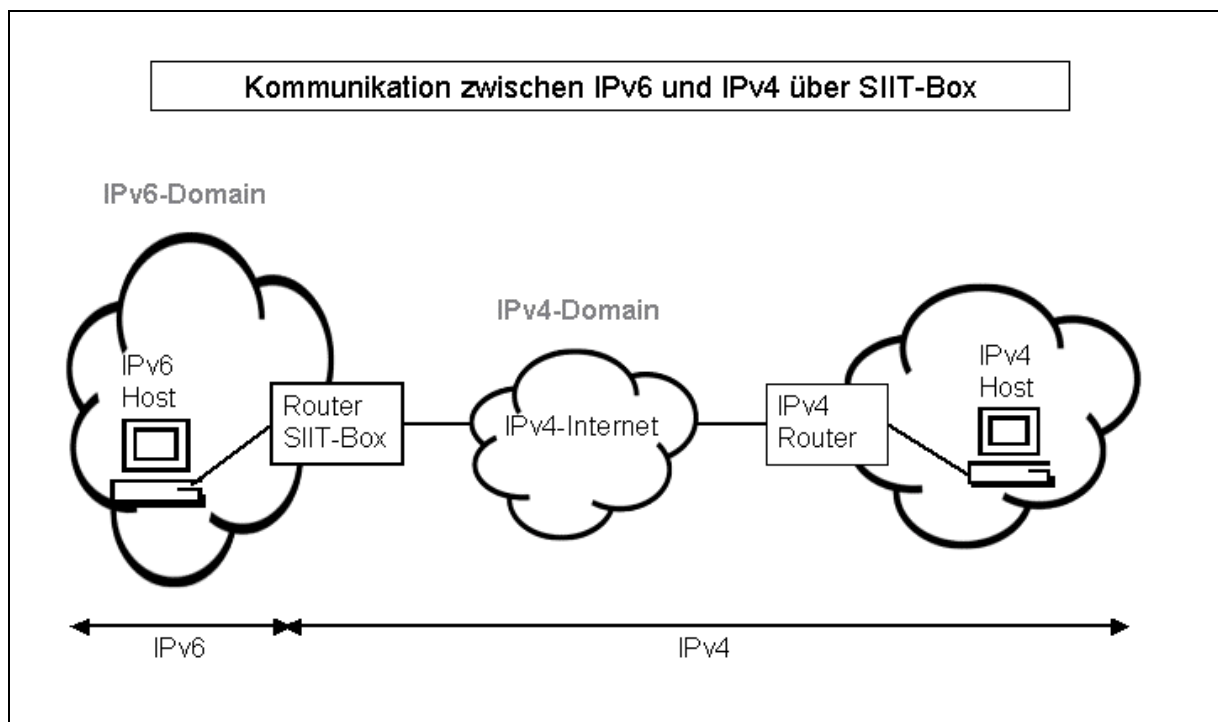 Kommunikation zwischen IPv6 und IPv4 über SIIT-Box
IPv6-Domain
IPv4-Domain
IPv6
Host
Router
SIIT-Box
IPv4-Internet
IPv4
Router
IPv4
Host
IPv6
IPv4